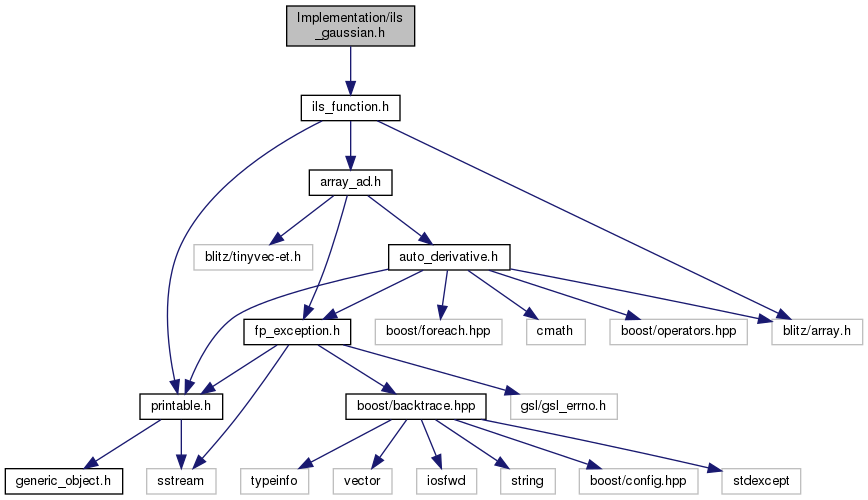 Implementation/ils
_gaussian.h
ils_function.h
array_ad.h
blitz/tinyvec-et.h
auto_derivative.h
fp_exception.h
boost/foreach.hpp
cmath
boost/operators.hpp
blitz/array.h
printable.h
boost/backtrace.hpp
gsl/gsl_errno.h
generic_object.h
sstream
typeinfo
vector
iosfwd
string
boost/config.hpp
stdexcept